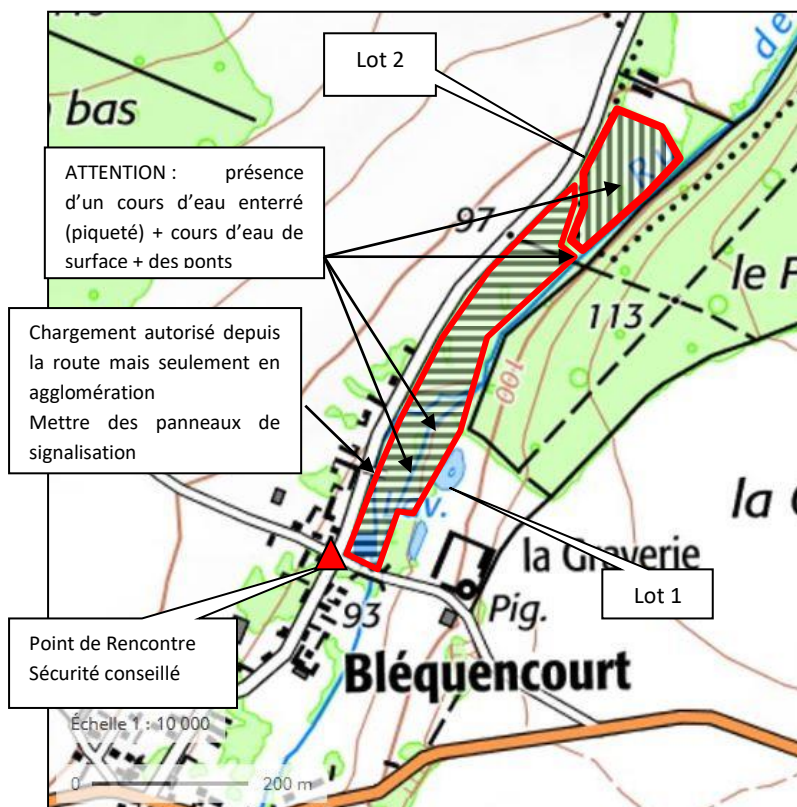 Lot 2
de
bas
ATTENTION : présence
d'un cours d'eau enterré
(piqueté) + cours d'eau de
surface + des ponts
97
le
113
Chargement autorisé depuis
la route mais seulement en
agglomération
Mettre des panneaux de
signalisation
100
la
la Graverie
Lot 1
Pig.
93
Point de Rencontre
Sécurité conseillé
Bléquencourt
Échelle 1 : 10 000
0 200 m